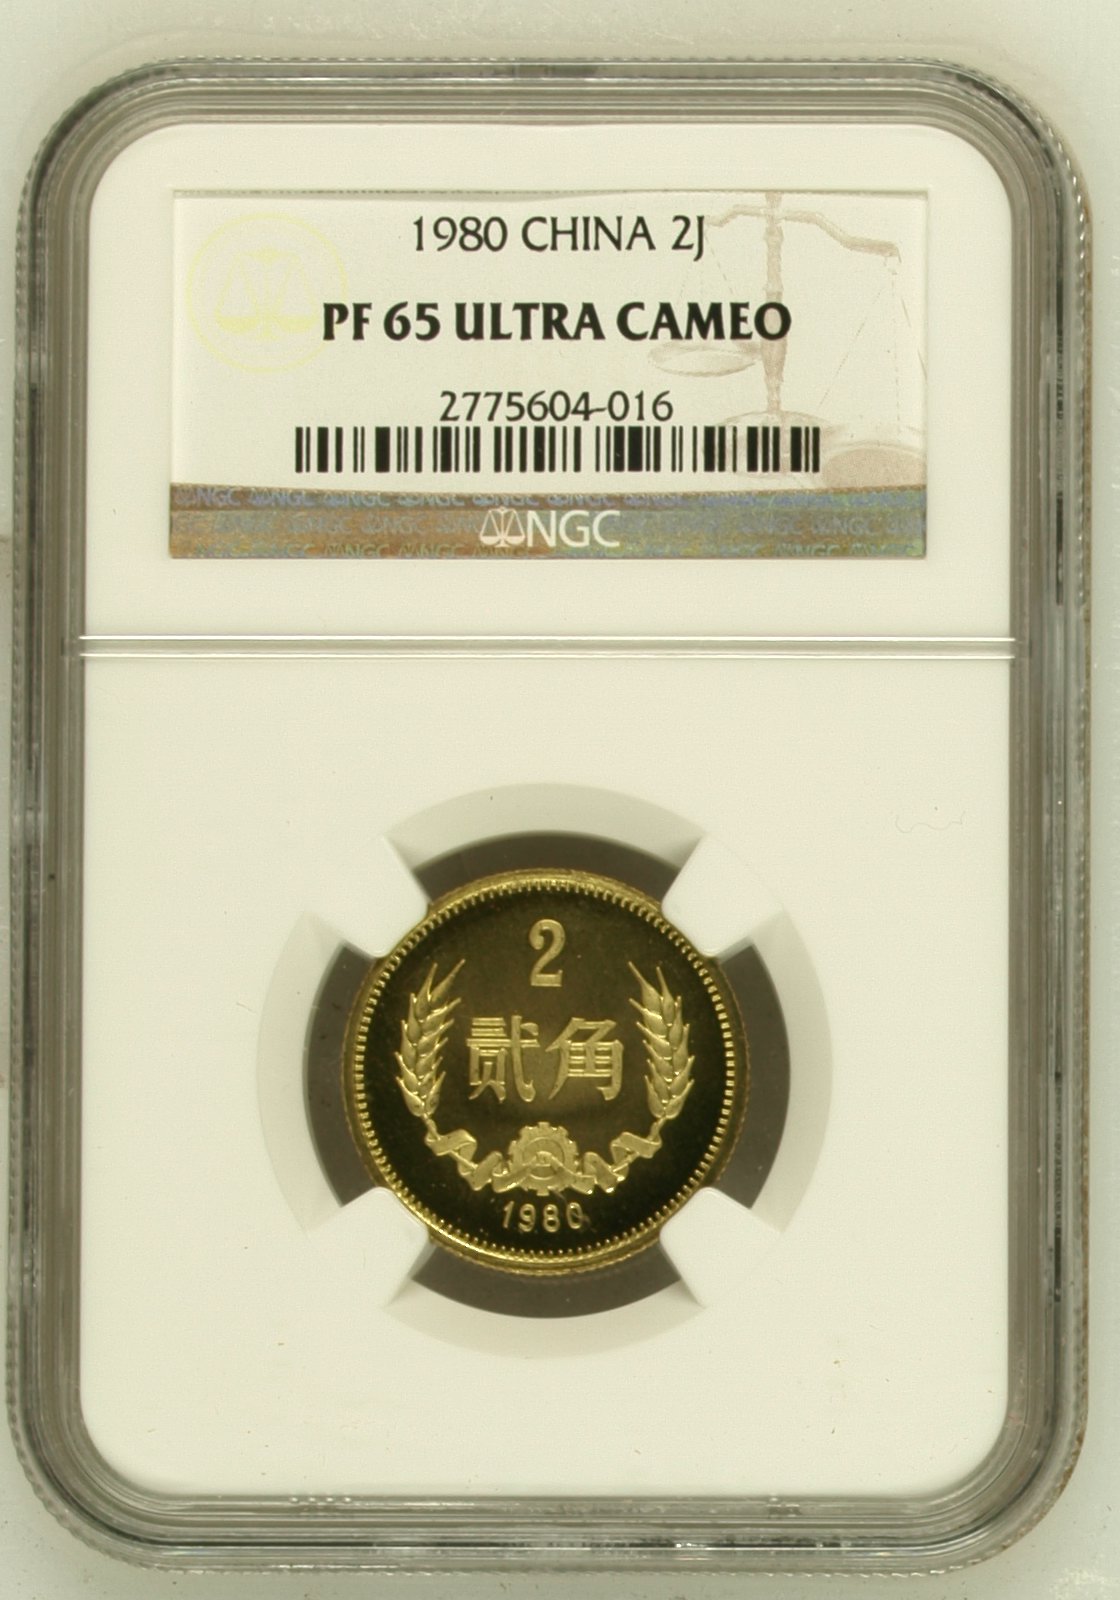 1980 CHINA 2J
PF 65 ULTRA CAMEO
2775604-016
NGC
2
贰角
1980